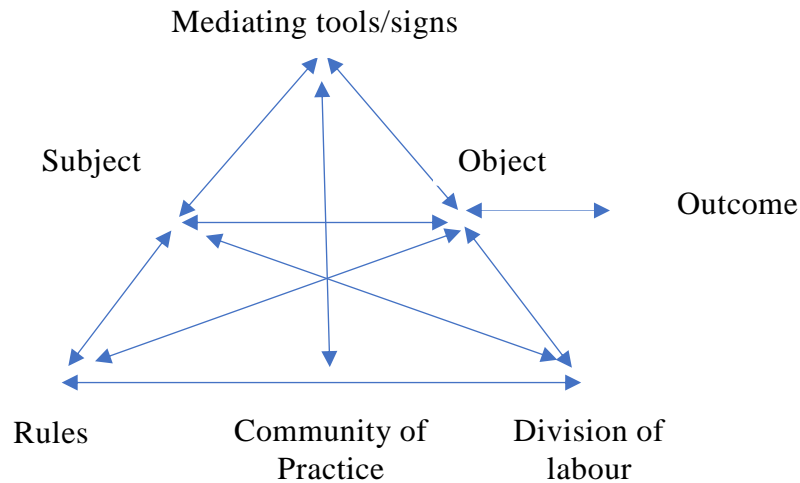 Mediating tools/signs
Subject
Object
Outcome
Rules
Community of
Practice
Division of
labour